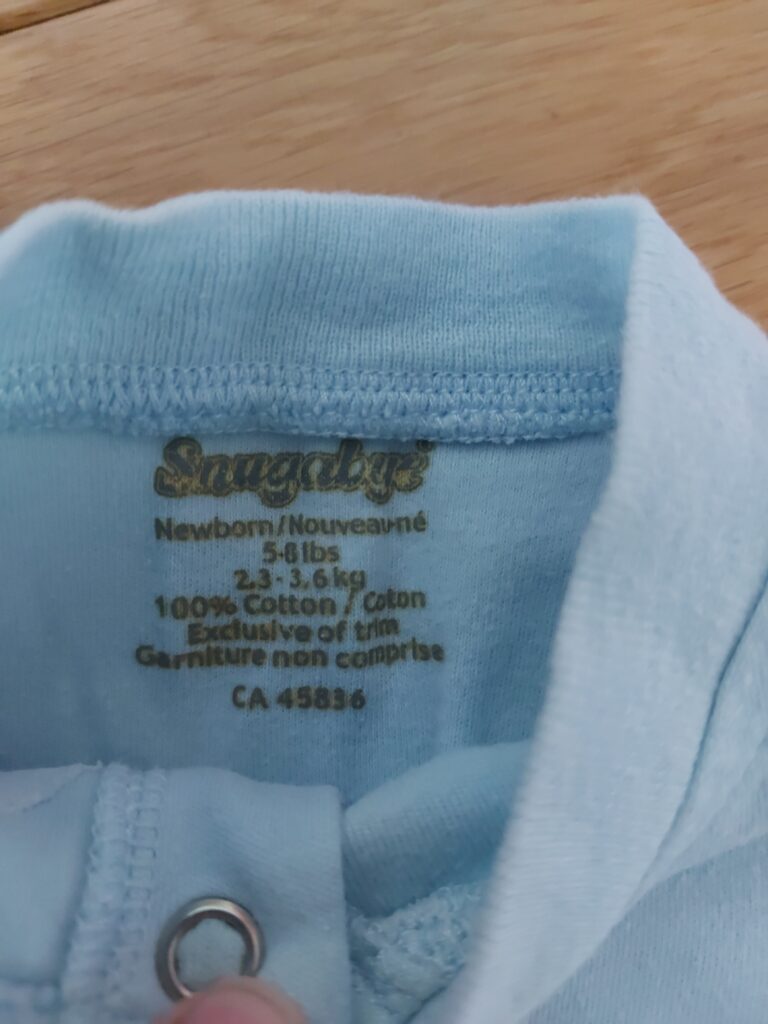 Snugabye
Newborn/Nouveau-né
5-8 lbs
2,3 - 3,6 kg
100% Cotton / Coton
Exclusive of trim
Garniture non comprise
CA 45836